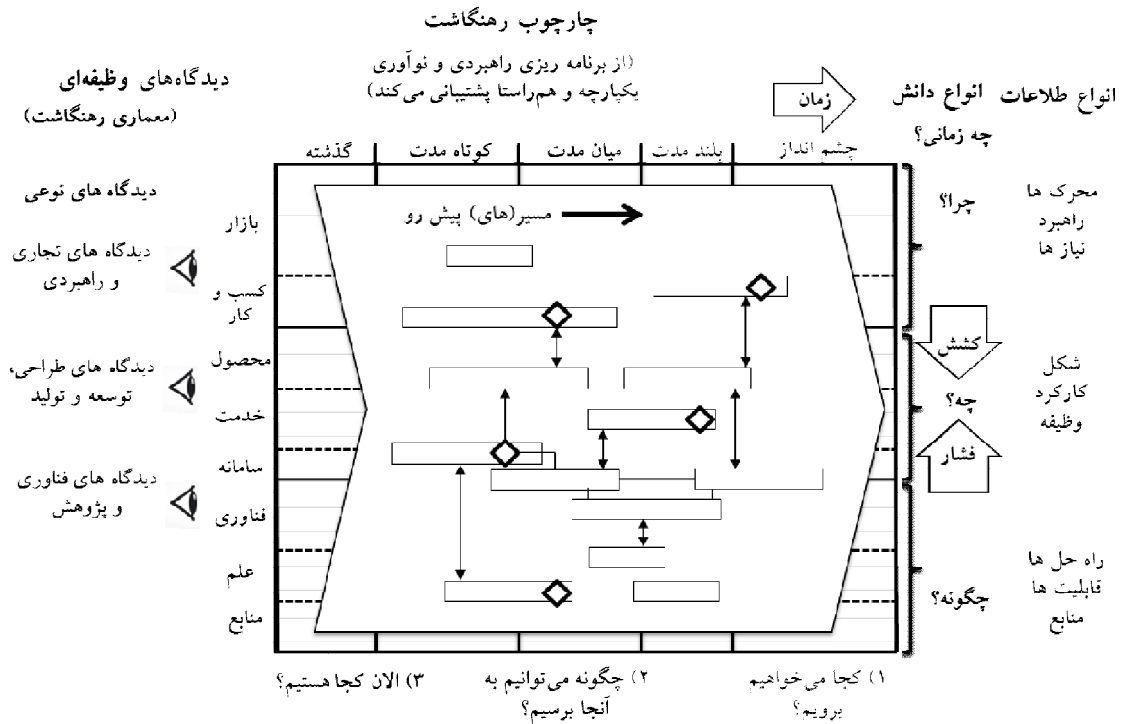 چارچوب رهنگاشت
(از برنامه ریزی راهبردی و نوآوری
یکپارچه و هم‌راستا پشتیبانی می‌کند)
دیدگاه‌های وظیفه‌ای
(معماری رهنگاشت)
زمان
انواع دانش
انواع طلاعات
چه زمانی؟
گذشته
کوتاه مدت
میان مدت
بلند مدت
چشم انداز
دیدگاه های نوعی
دیدگاه های تجاری
و راهبردی
دیدگاه های طراحی،
توسعه و تولید
دیدگاه های فناوری
و پژوهش
بازار
کسب و
کار
محصول
خدمت
سامانه
فناوری
علم
منابع
مسیر(های) پیش رو
چرا؟
کشش
چه؟
فشار
چگونه؟
محرک ها
راهبرد
نیاز ها
شکل
کارکرد
وظیفه
راه حل ها
قابلیت ها
منابع
۱) کجا می‌خواهیم
برویم؟
۲) چگونه می‌توانیم به
آنجا برسیم؟
۳) الان کجا هستیم؟